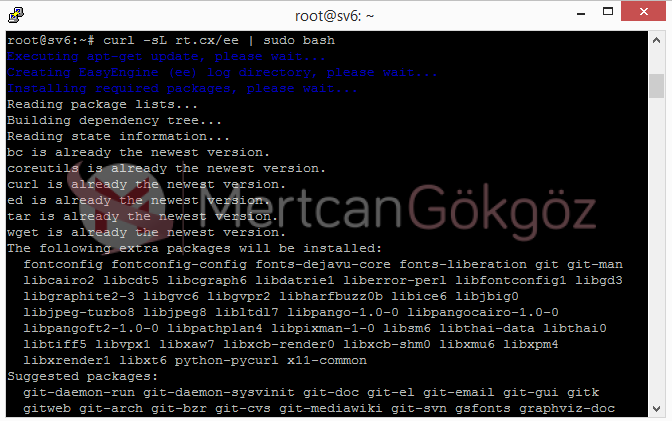 root@sv6: ~
root@sv6:~# curl -sL rt.cx/ee | sudo bash
Executing apt-get update, please wait...
Creating EasyEngine (ee) log directory, please wait...
Installing required packages, please wait...
Reading package lists...
Building dependency tree...
Reading state information...
bc is already the newest version.
coreutils is already the newest version.
curl is already the newest version.
ed is already the newest version.
tar is already the newest version.
wget is already the newest version.
MertcanGökgöz
The following extra packages will be installed:
fontconfig fontconfig-config fonts-dejavu-core fonts-liberation git git-man
libcairo2 libcdt5 libcgraph6 libdatrie1 liberror-perl libfontconfig1 libgd3
libgraphite2-3 libgvc6 libgvpr2 libharfbuzz0b libice6 libjbig0
libjpeg-turbo8 libjpeg8 libltdl7 libpango-1.0-0 libpangocairo-1.0-0
libpangoft2-1.0-0 libpathplan4 libpixman-1-0 libsm6 libthai-data libthai0
libtiff5 libvpx1 libxaw7 libxcb-render0 libxcb-shm0 libxmu6 libxpm4
libxrender1 libxt6 python-pycurl x11-common
Suggested packages:
git-daemon-run git-daemon-sysvinit git-doc git-el git-email git-gui gitk
gitweb git-arch git-bzr git-cvs git-mediawiki git-svn gsfonts graphviz-doc